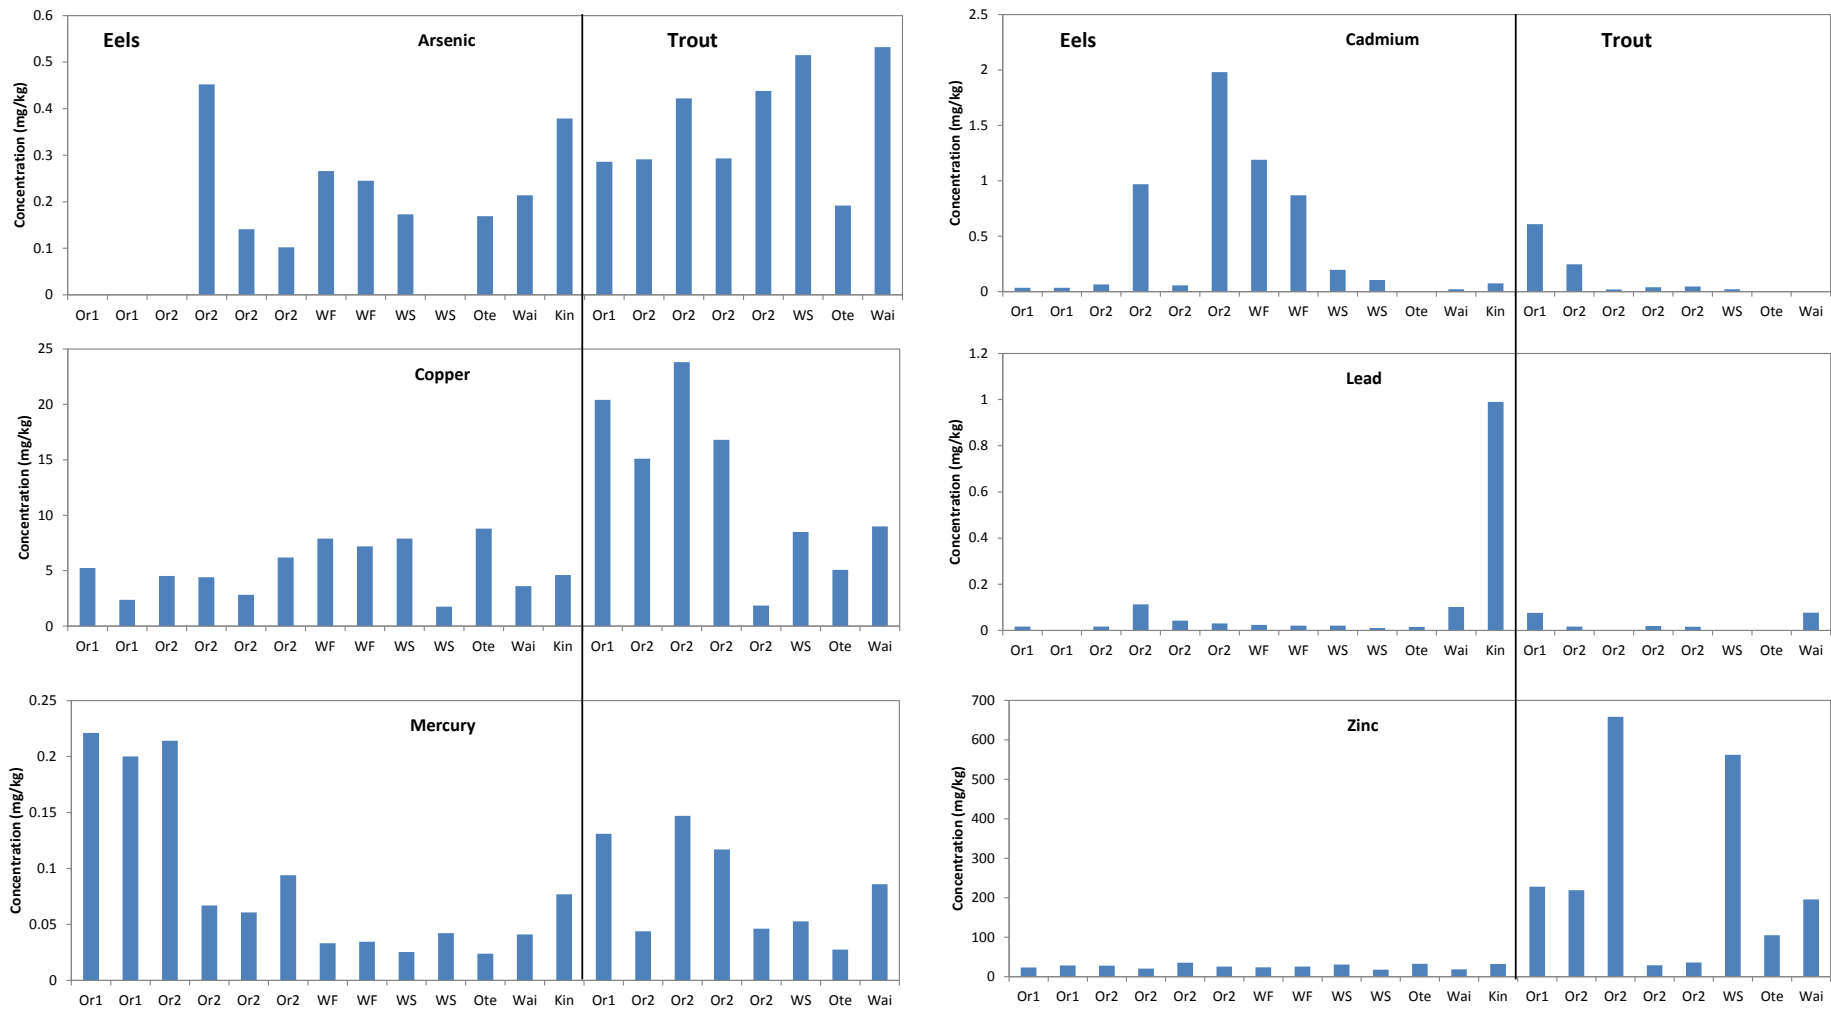 Eels Arsenic Trout
Concentration (mg/kg)
0.6
0.5
0.4
0.3
0.2
0.1
0
Or1 Or1 Or2 Or2 Or2 Or2 WF WF WS WS Ote Wai Kin Or1 Or2 Or2 Or2 Or2 WS Ote Wai
Eels Cadmium Trout
Concentration (mg/kg)
2.5
2
1.5
1
0.5
0
Or1 Or1 Or2 Or2 Or2 Or2 WF WF WS WS Ote Wai Kin Or1 Or2 Or2 Or2 Or2 WS Ote Wai
Copper
Concentration (mg/kg)
25
20
15
10
5
0
Or1 Or1 Or2 Or2 Or2 Or2 WF WF WS WS Ote Wai Kin Or1 Or2 Or2 Or2 Or2 WS Ote Wai
Lead
Concentration (mg/kg)
1.2
1
0.8
0.6
0.4
0.2
0
Or1 Or1 Or2 Or2 Or2 Or2 WF WF WS WS Ote Wai Kin Or1 Or2 Or2 Or2 Or2 WS Ote Wai
Mercury
Concentration (mg/kg)
0.25
0.2
0.15
0.1
0.05
0
Or1 Or1 Or2 Or2 Or2 Or2 WF WF WS WS Ote Wai Kin Or1 Or2 Or2 Or2 Or2 WS Ote Wai
Zinc
Concentration (mg/kg)
700
600
500
400
300
200
100
0
Or1 Or1 Or2 Or2 Or2 Or2 WF WF WS WS Ote Wai Kin Or1 Or2 Or2 Or2 Or2 WS Ote Wai